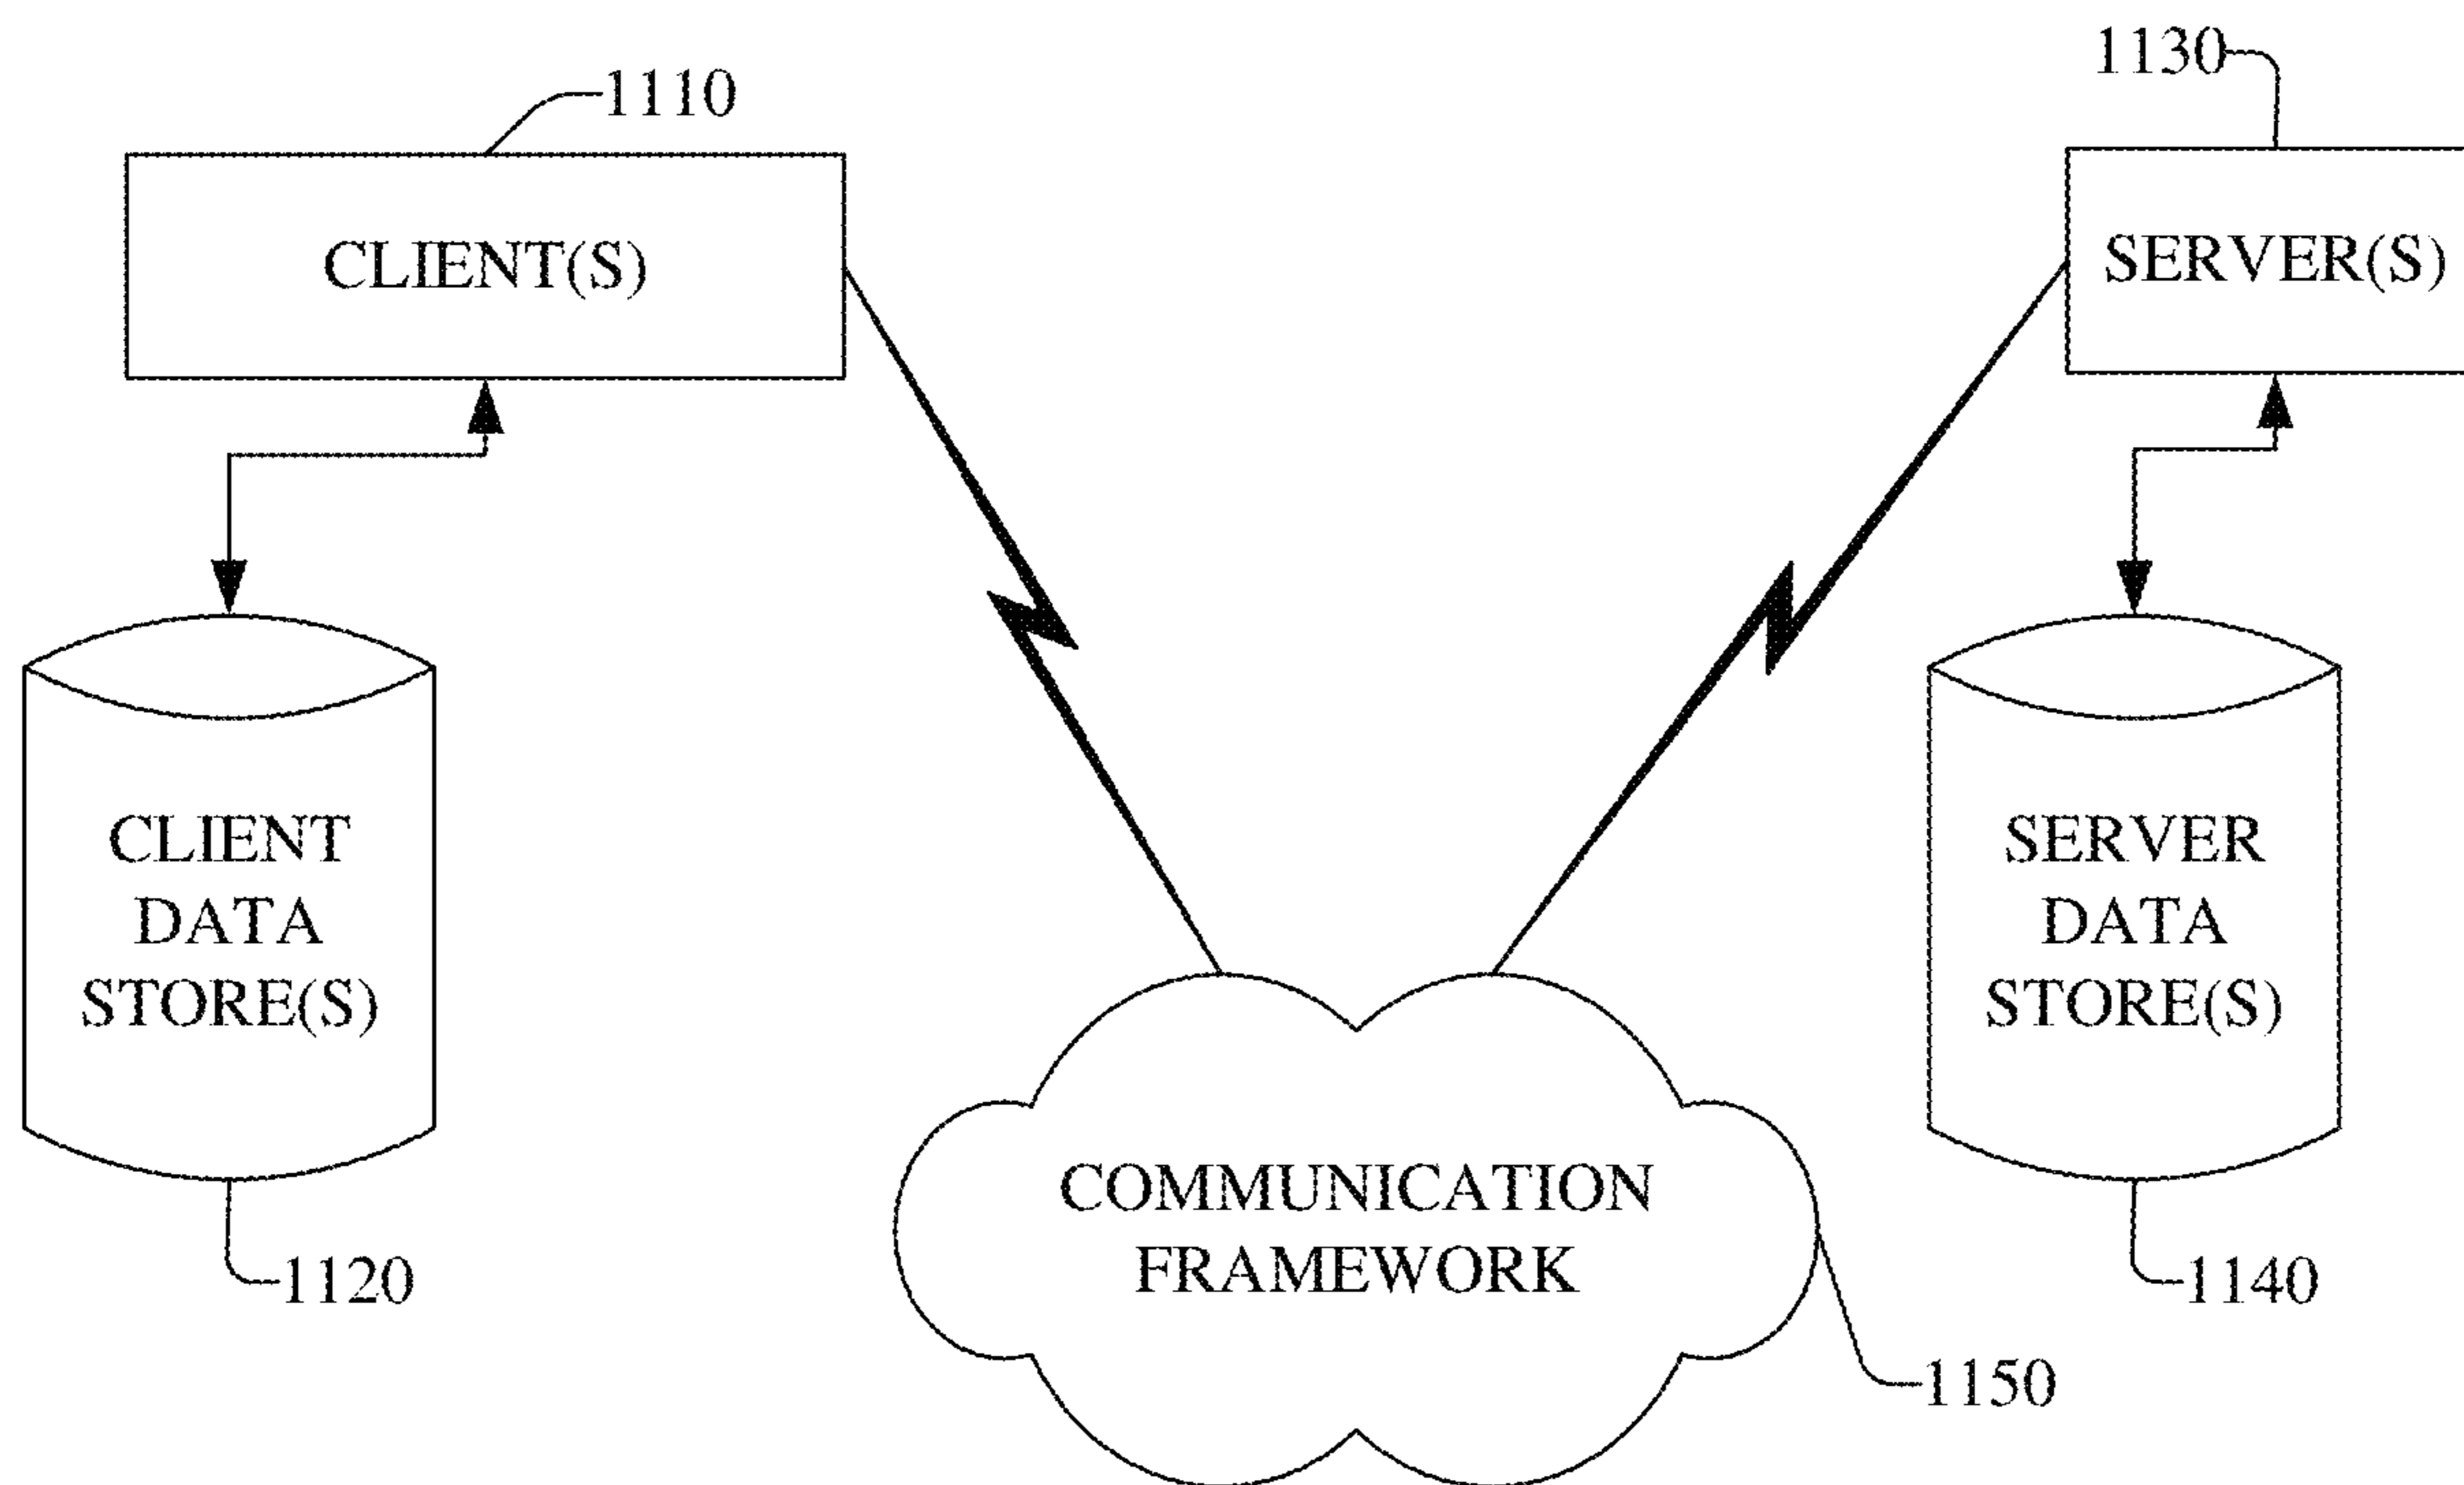 1110
1130
CLIENT(S)
SERVER(S)
CLIENT
DATA
STORE(S)
SERVER
DATA
STORE(S)
COMMUNICATION
FRAMEWORK
1120
1140
1150